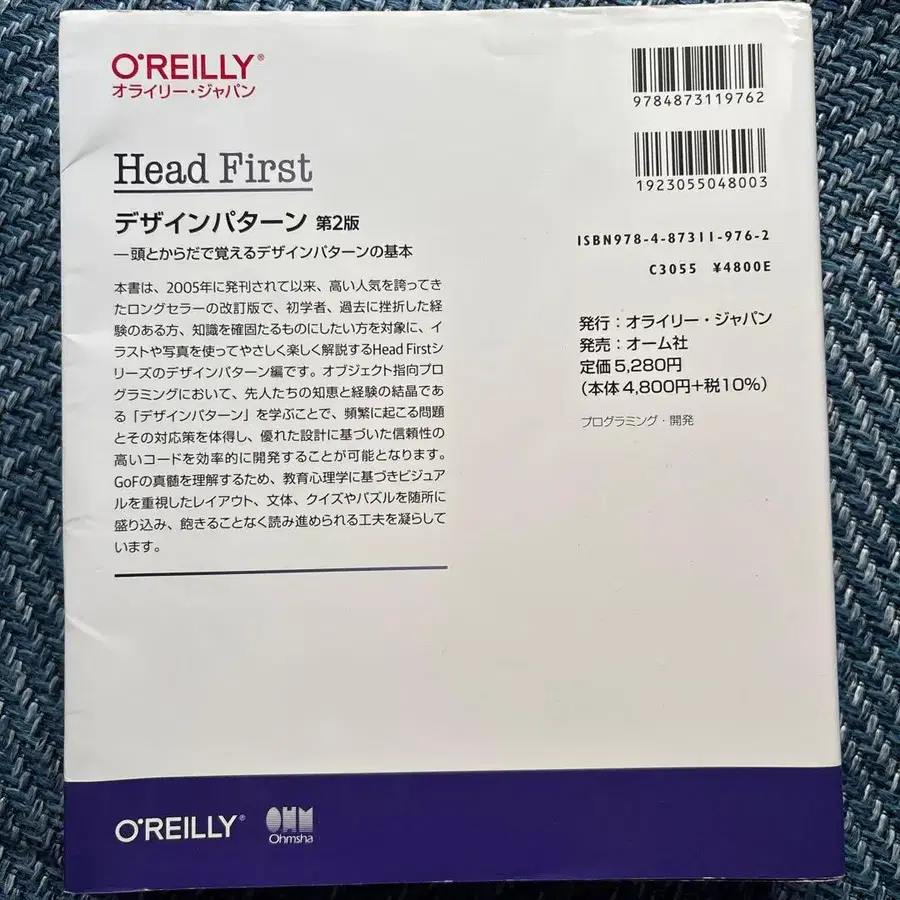 O'REILLY®
オライリー・ジャパン
Head First
デザインパターン 第2版
―頭とからだで覚えるデザインパターンの基本
本書は、2005年に発刊されて以来、高い人気を誇ってき
たロングセラーの改訂版で、初学者、過去に挫折した経
験のある方、知識を確固たるものにしたい方を対象に、イ
ラストや写真を使ってやさしく楽しく解説するHead Firstシ
リーズのデザインパターン編です。オブジェクト指向プロ
グラミングにおいて、先人たちの知恵と経験の結晶であ
る「デザインパターン」を学ぶことで、頻繁に起こる問題
とその対応策を体得し、優れた設計に基づいた信頼性の
高いコードを効率的に開発することが可能となります。
GoFの真髄を理解するため、教育心理学に基づきビジュア
ルを重視したレイアウト、文体、クイズやパズルを随所に
盛り込み、飽きることなく読み進められる工夫を凝らして
います。
9784873119762
1923055048003
ISBN978-4-87311-976-2
C3055 ¥4800E
発行：オライリー・ジャパン
発売：オーム社
定価5,280円
（本体4,800円+税10%）
プログラミング・開発
O'REILLY®
OHM
Ohmsha